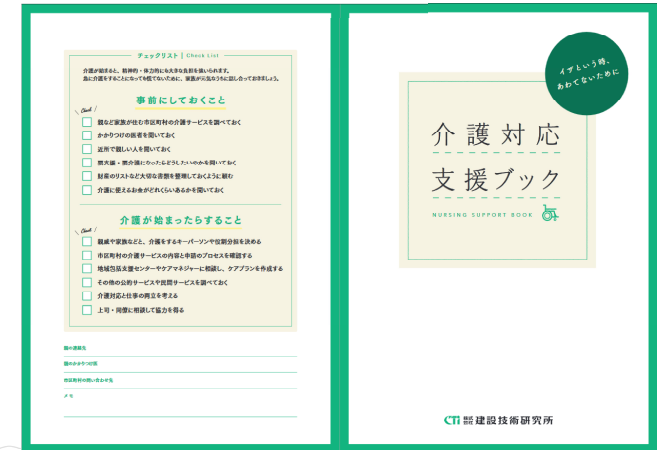 チェックリスト | Check List
介護が始まると、精神的・体力的にも大きな負担を強いられます。
急に介護をすることになっても慌てないために、家族が元気なうちに話し合っておきましょう。
事前にしておくこと
Check
親など家族が住む市区町村の介護サービスを調べておく
かかりつけの医者を聞いておく
近所で親しい人を聞いておく
要支援・要介護になったらどうしたいのかを聞いておく
財産のリストなど大切な書類を整理しておくように頼む
介護に使えるお金がどれくらいあるかを聞いておく
介護が始まったらすること
Check
親戚や家族などと、介護をするキーパーソンや役割分担を決める
市区町村の介護サービスの内容と申請のプロセスを確認する
地域包括支援センターやケアマネジャーに相談し、ケアプランを作成する
その他の公的サービスや民間サービスを調べておく
介護対応と仕事の両立を考える
上司・同僚に相談して協力を得る
親の連絡先
親のかかりつけ医
市区町村の問い合わせ先
メモ
イザという時、
あわてないために
介護対応
支援ブック
NURSING SUPPORT BOOK
CTi 株式会社 建設技術研究所